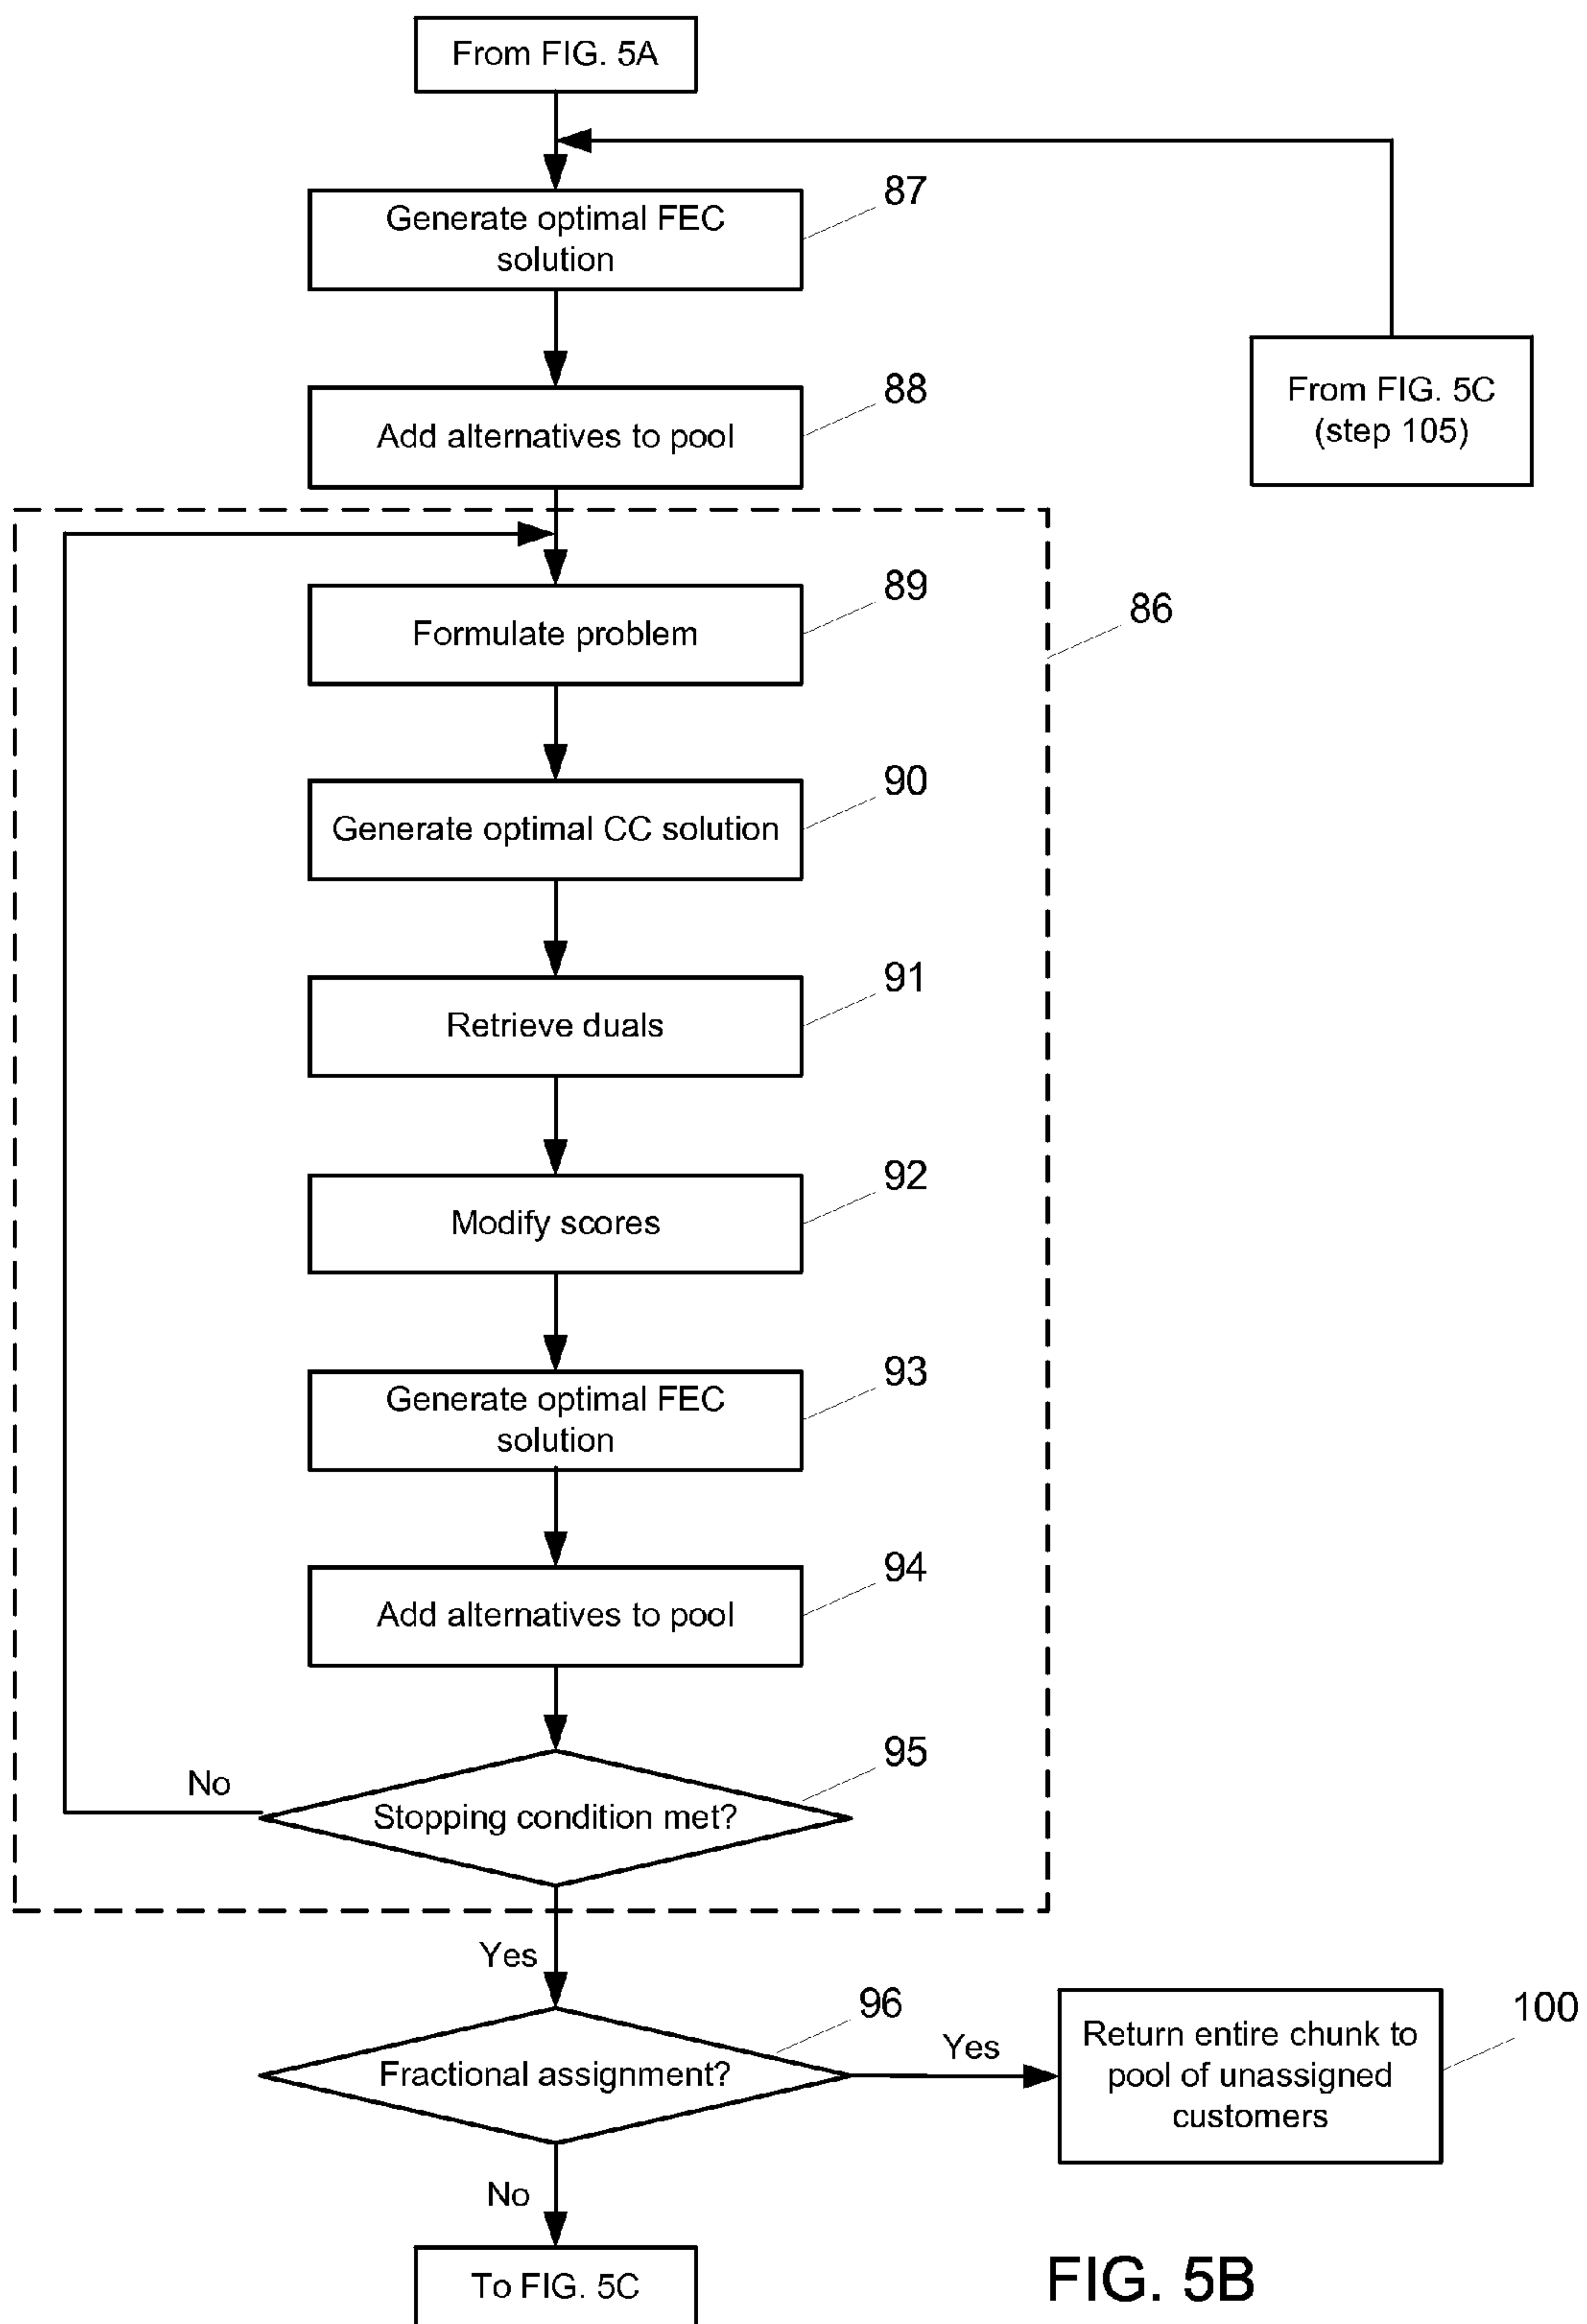 From FIG. 5A
87
Generate optimal FEC
solution
88
Add alternatives to pool
From FIG. 5C
(step 105)
89
Formulate problem
86
90
Generate optimal CC solution
91
Retrieve duals
92
Modify scores
93
Generate optimal FEC
solution
94
Add alternatives to pool
95
No
Stopping condition met?
Yes
96
Fractional assignment?
Yes
100
Return entire chunk to
pool of unassigned
customers
No
To FIG. 5C
FIG. 5B